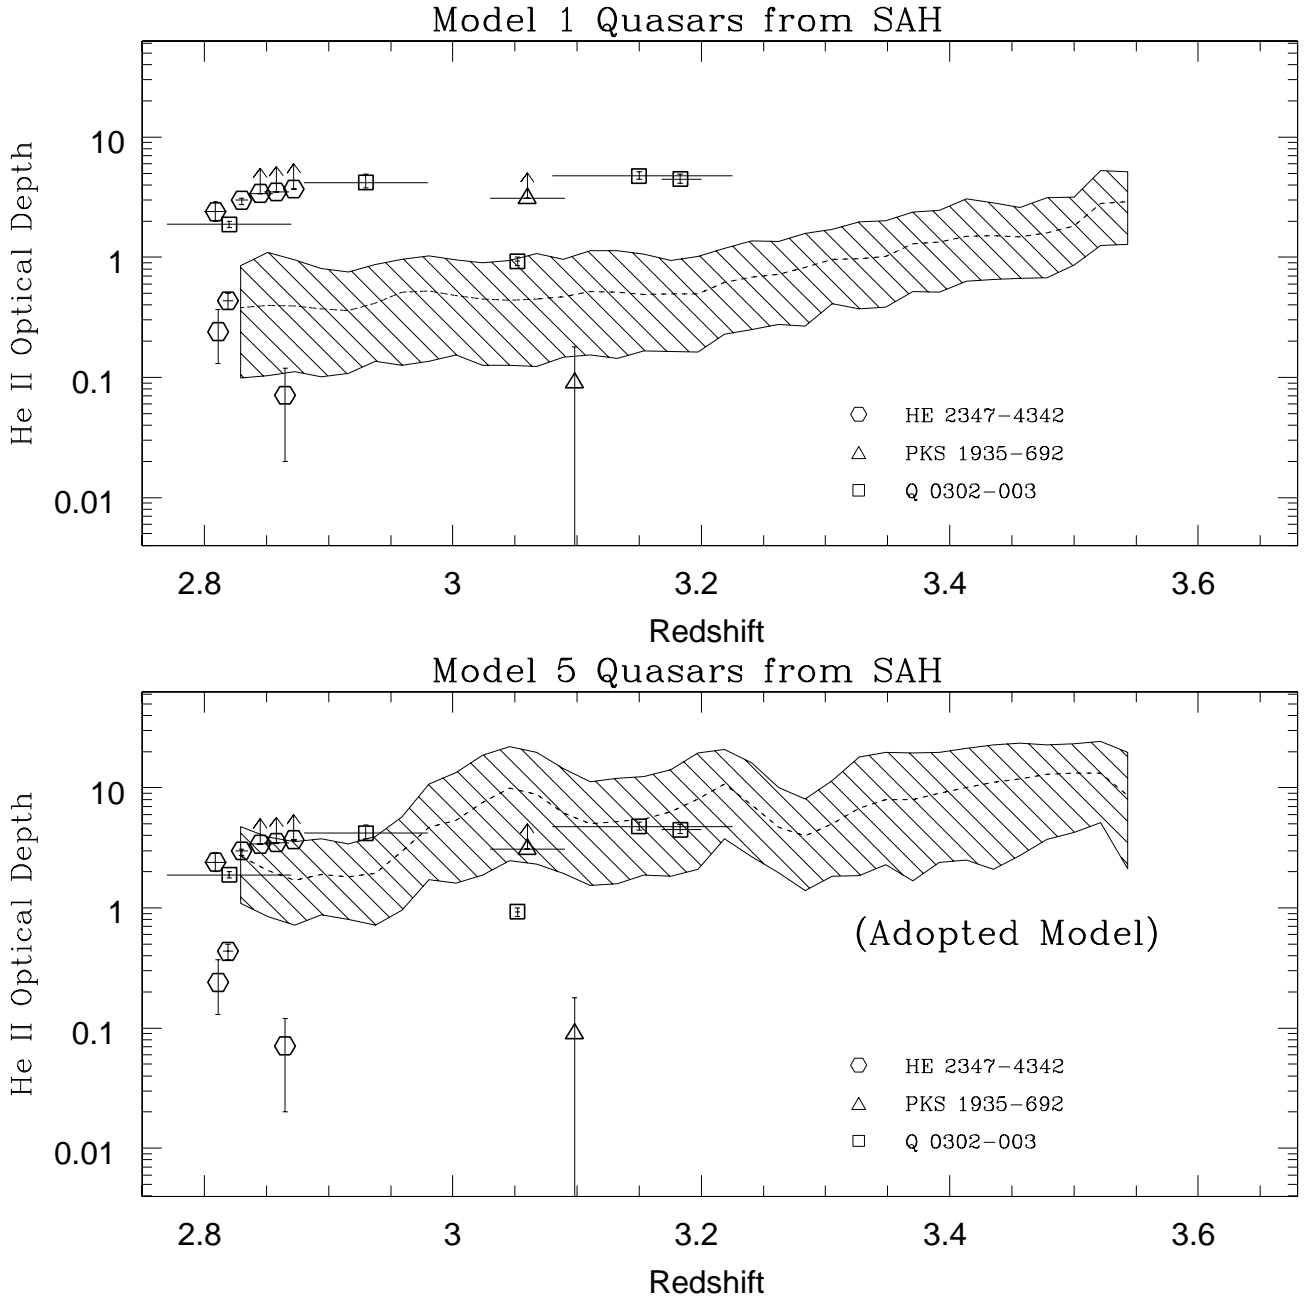 Model 1 Quasars from SAH
He II Optical Depth
10
1
0.1
0.01
HE 2347-4342
PKS 1935-692
Q 0302-003
2.8 3 3.2 3.4 3.6
Redshift
Model 5 Quasars from SAH
He II Optical Depth
10
1
0.1
0.01
(Adopted Model)
HE 2347-4342
PKS 1935-692
Q 0302-003
2.8 3 3.2 3.4 3.6
Redshift